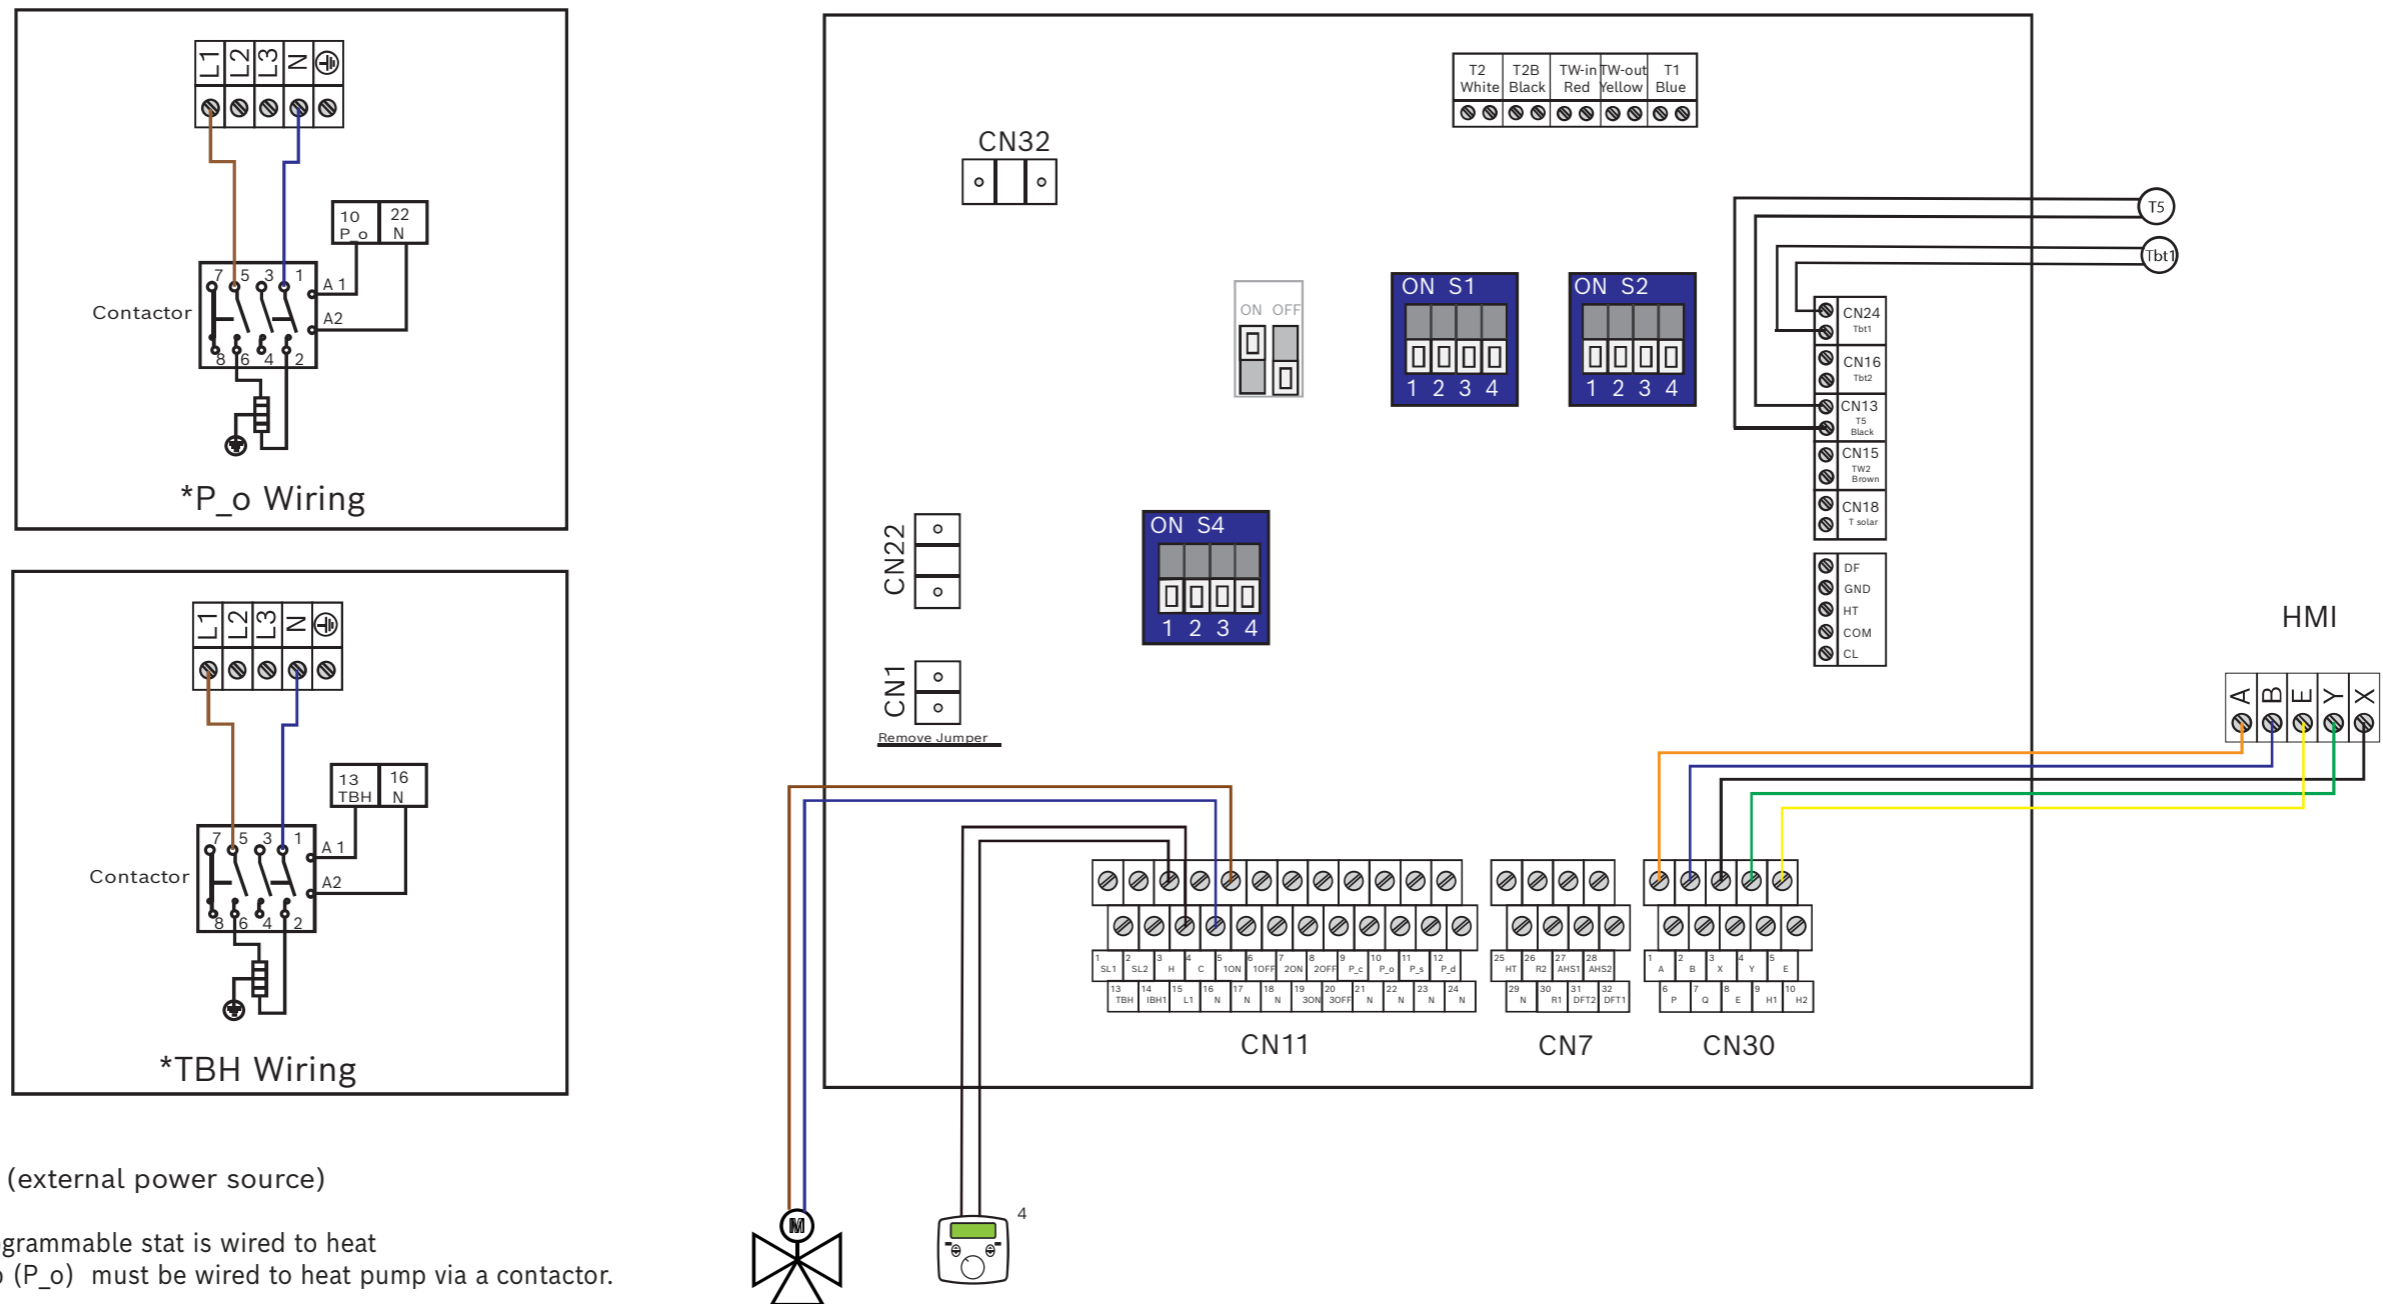 L1 L2 L3 N
10 22
P_o N
7 5 3 1
A 1
A2
Contactor
8 6 4 2
*P_o Wiring
L1 L2 L3 N
13 16
TBH N
7 5 3 1
A 1
A2
Contactor
8 6 4 2
*TBH Wiring
(external power source)
grammable stat is wired to heat
(P_o) must be wired to heat pump via a contactor.
T2 T2B TW-in TW-out T1
White Black Red Yellow Blue
CN32
T5
Tbt1
ON OFF
ON S1
1 2 3 4
ON S2
1 2 3 4
CN24
Tbt1
CN16
Tbt2
CN13
T5
Black
CN15
TW2
Brown
CN18
T solar
CN22
ON S4
1 2 3 4
DF
GND
HT
COM
CL
CN1
Remove Jumper
HMI
A B E Y X
1 2 3 4 5 6 7 8 9 10 11 12
SL1 SL2 H C 1ON 1OFF 2ON 2OFF P_c P_o P_s P_d
13 14 15 16 17 18 19 20 21 22 23 24
TBH IBH1 L1 N N N 3ON 3OFF N N N N
CN11
25 26 27 28
HT R2 AHS1 AHS2
29 30 31 32
N R1 DFT2 DFT1
CN7
1 2 3 4 5
A B X Y E
6 7 8 9 10
P Q E H1 H2
CN30
M
4